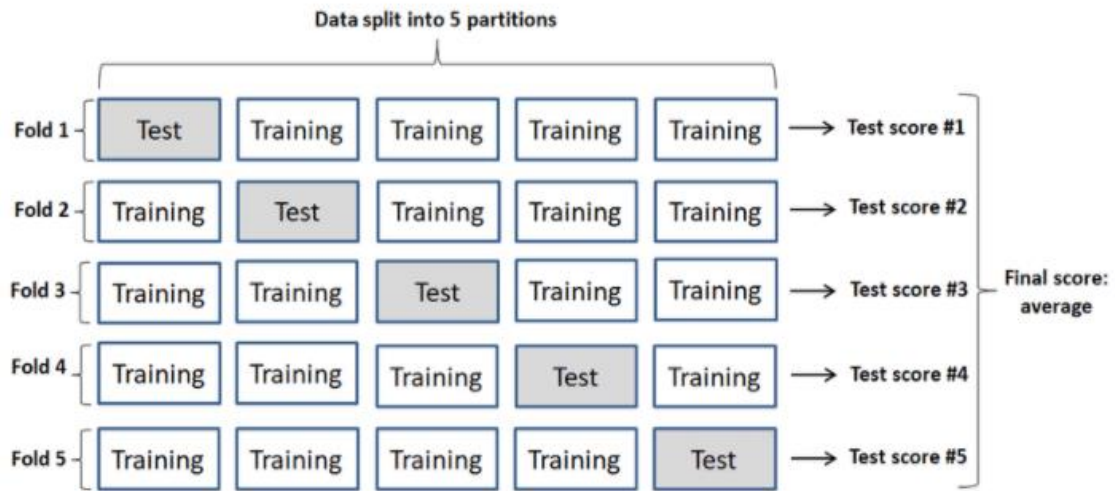 Data split into 5 partitions
Fold 1 Test Training Training Training Training Test score #1
Fold 2 Training Test Training Training Training Test score #2
Fold 3 Training Training Test Training Training Test score #3
Final score:
average
Fold 4 Training Training Training Test Training Test score #4
Fold 5 Training Training Training Training Test Test score #5